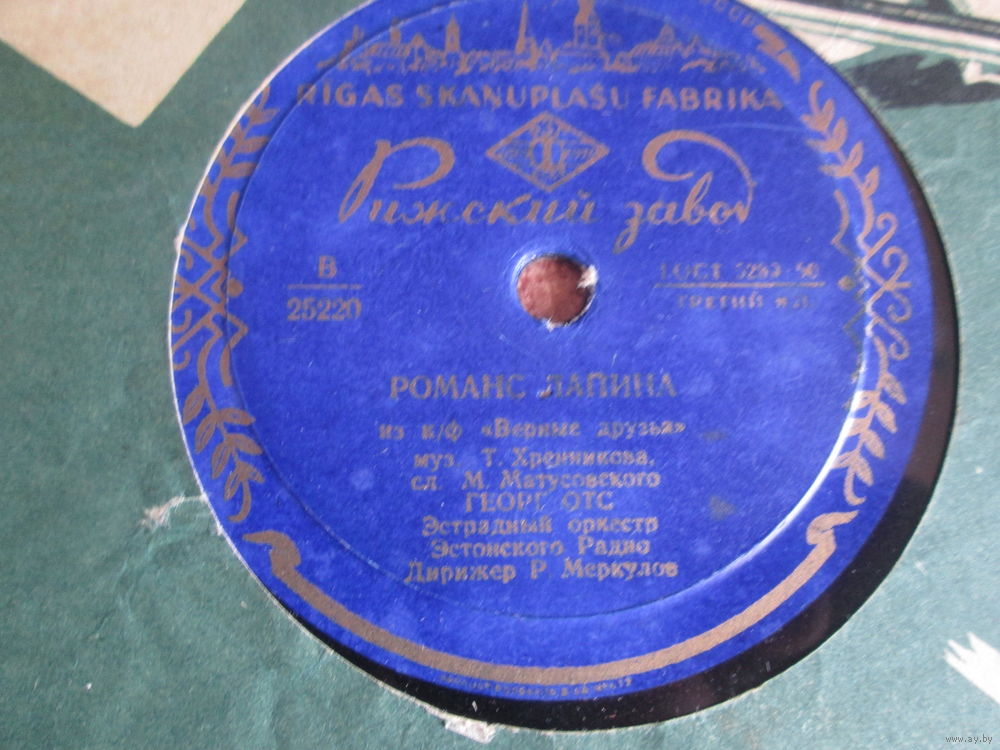 RĪGAS SKAŅUPLAŠU FABRIKA
Рижский завод
В
25220
ГОСТ 5289-50
ТРЕТИЙ
РОМАНС ЛАПИНА
из к/ф «Верные друзья»
муз. Т. Хренникова,
сл. М. Матусовского
ГЕОРГ ОТС
Эстрадный оркестр
Эстонского Радио
Дирижер Р. Меркулов
www.ay.by